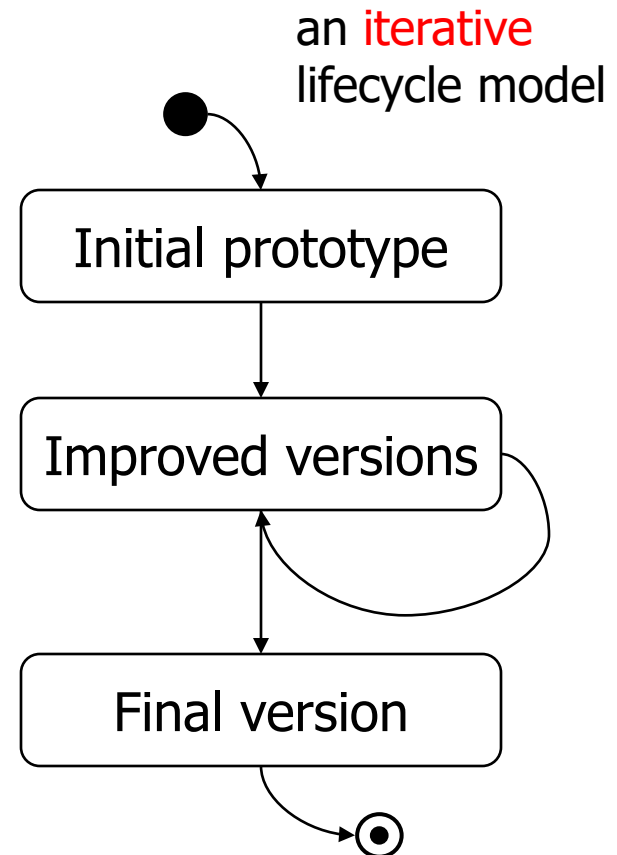 an iterative
lifecycle model
Initial prototype
Improved versions
Final version